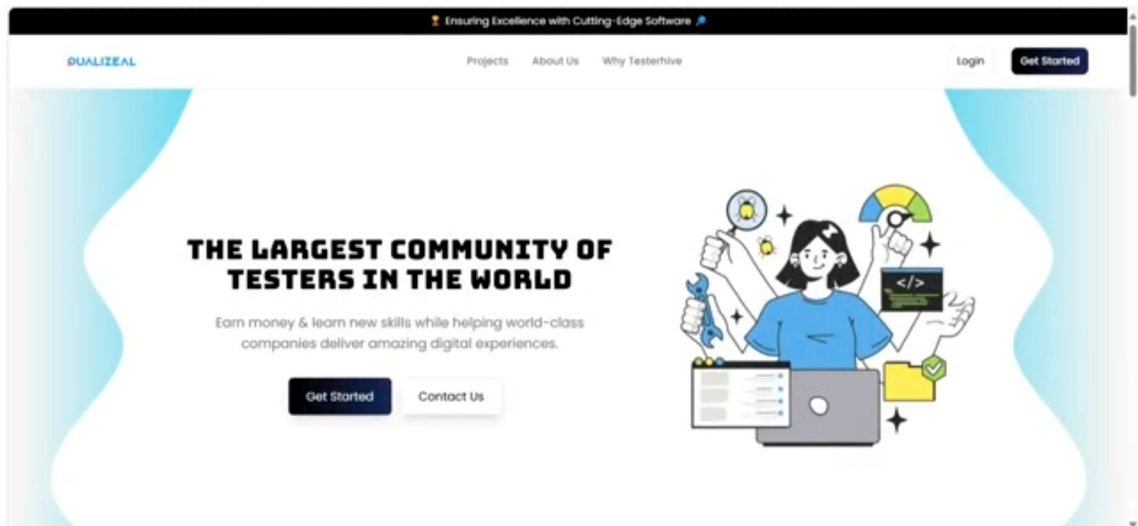 🏆 Ensuring Excellence with Cutting-Edge Software 🔎
QUALIZEAL
Projects About Us Why Testerhive
Login Get Started
THE LARGEST COMMUNITY OF
TESTERS IN THE WORLD
Earn money & learn new skills while helping world-class
companies deliver amazing digital experiences.
Get Started Contact Us
</>